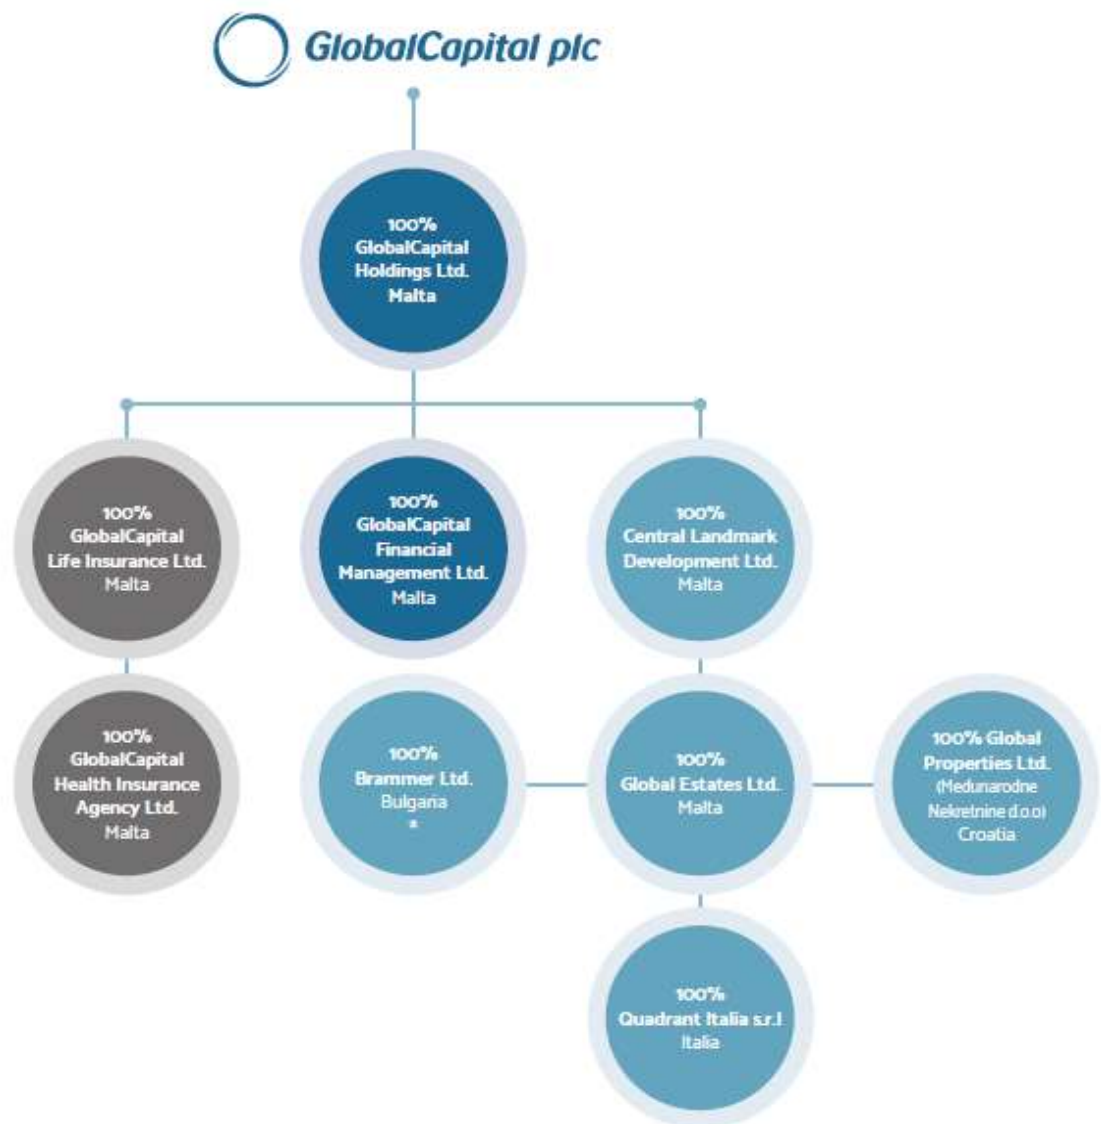 GlobalCapital plc
100%
GlobalCapital
Holdings Ltd.
Malta
100%
GlobalCapital
Life Insurance Ltd.
Malta
100%
GlobalCapital
Financial
Management Ltd.
Malta
100%
Central Landmark
Development Ltd.
Malta
100%
GlobalCapital
Health Insurance
Agency Ltd.
Malta
100%
Brammer Ltd.
Bulgaria
*
100%
Global Estates Ltd.
Malta
100% Global
Properties Ltd.
(Medunarodne
Nekretnine d.o.o)
Croatia
100%
Quadrant Italia s.r.l
Italia